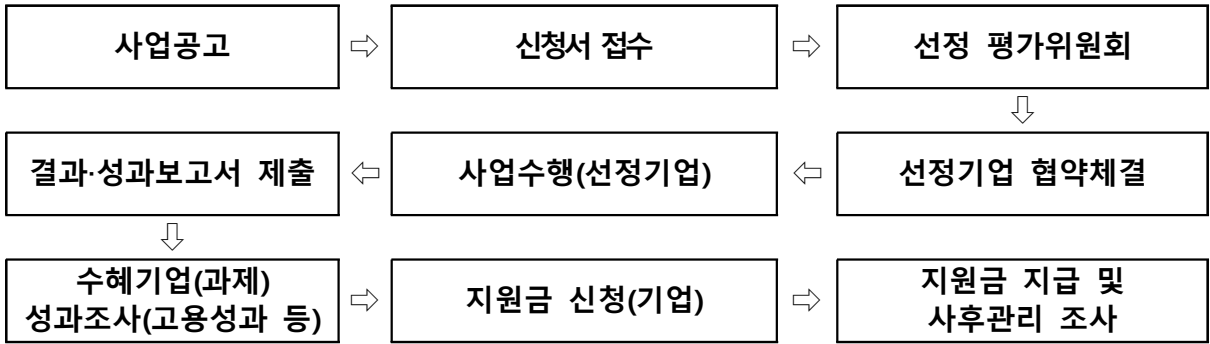 사업공고
신청서 접수
선정 평가위원회
선정기업 협약체결
사업수행(선정기업)
결과·성과보고서 제출
수혜기업(과제)
성과조사(고용성과 등)
지원금 신청(기업)
지원금 지급 및
사후관리 조사